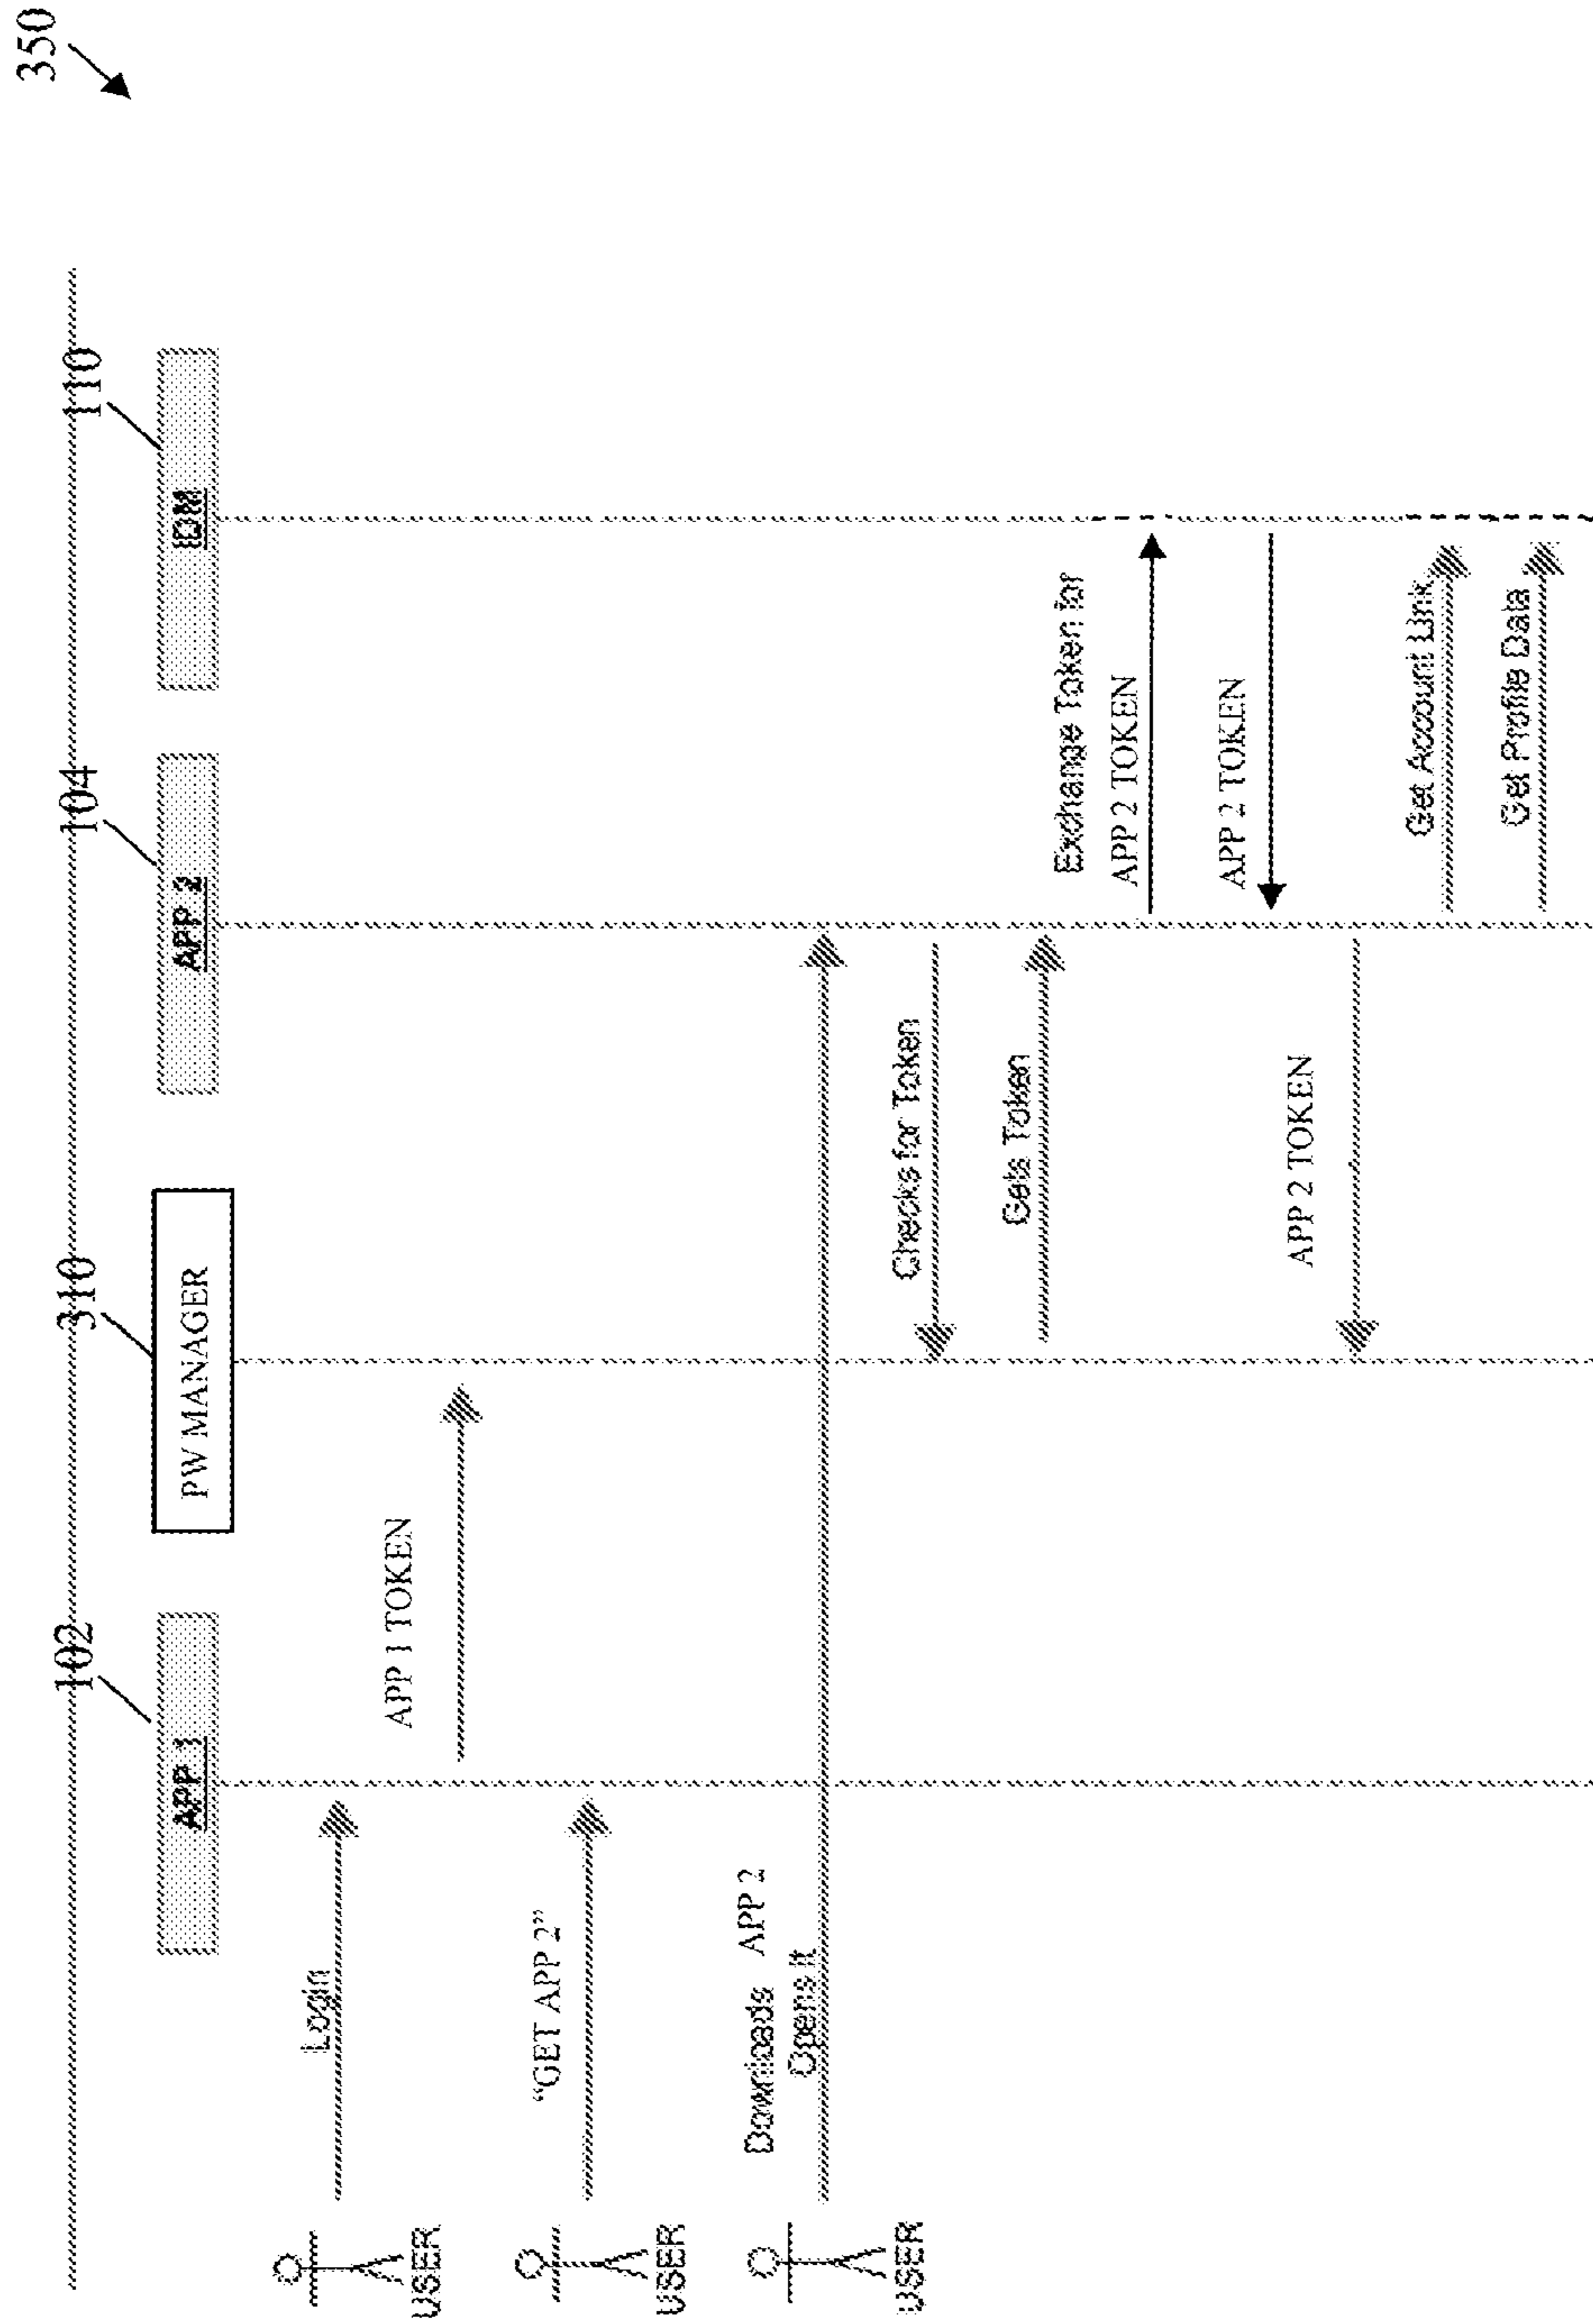 350
102
310
104
110
APP 1
PW MANAGER
APP 2
IDM
Login
USER
APP 1 TOKEN
"GET APP 2"
USER
Downloads APP 2
Opens it
USER
Checks for Token
Gets Token
Exchange Token for
APP 2 TOKEN
APP 2 TOKEN
APP 2 TOKEN
Get Account Link
Get Profile Data